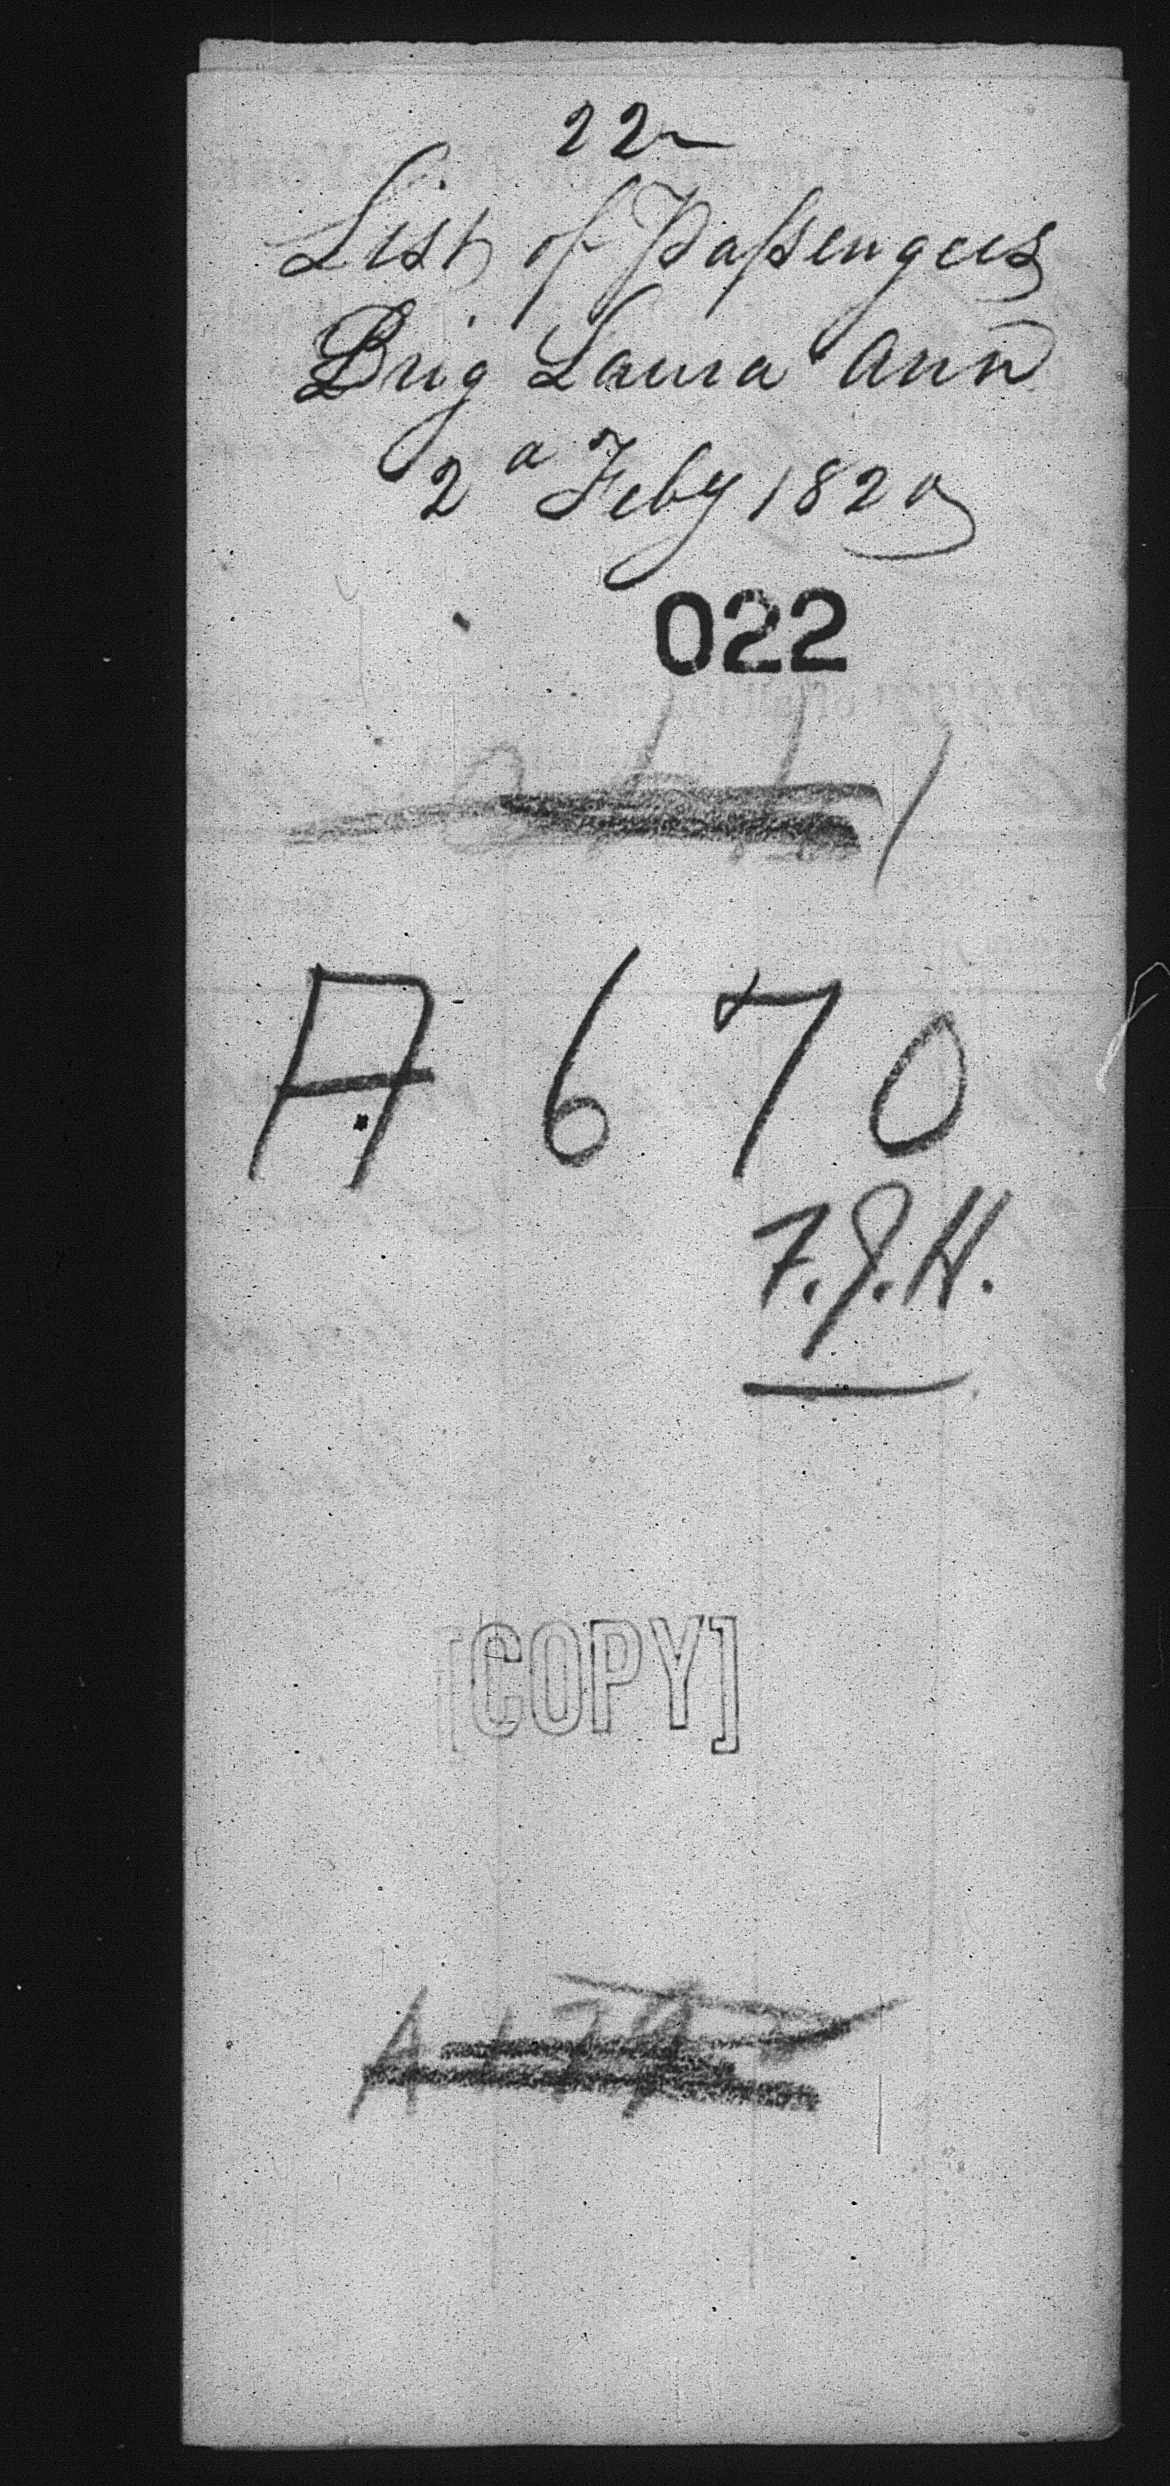 22
List of Paſsengers
Brig Laura Ann
2d Feby 1820
022
A 670
F.J.H.
[COPY]